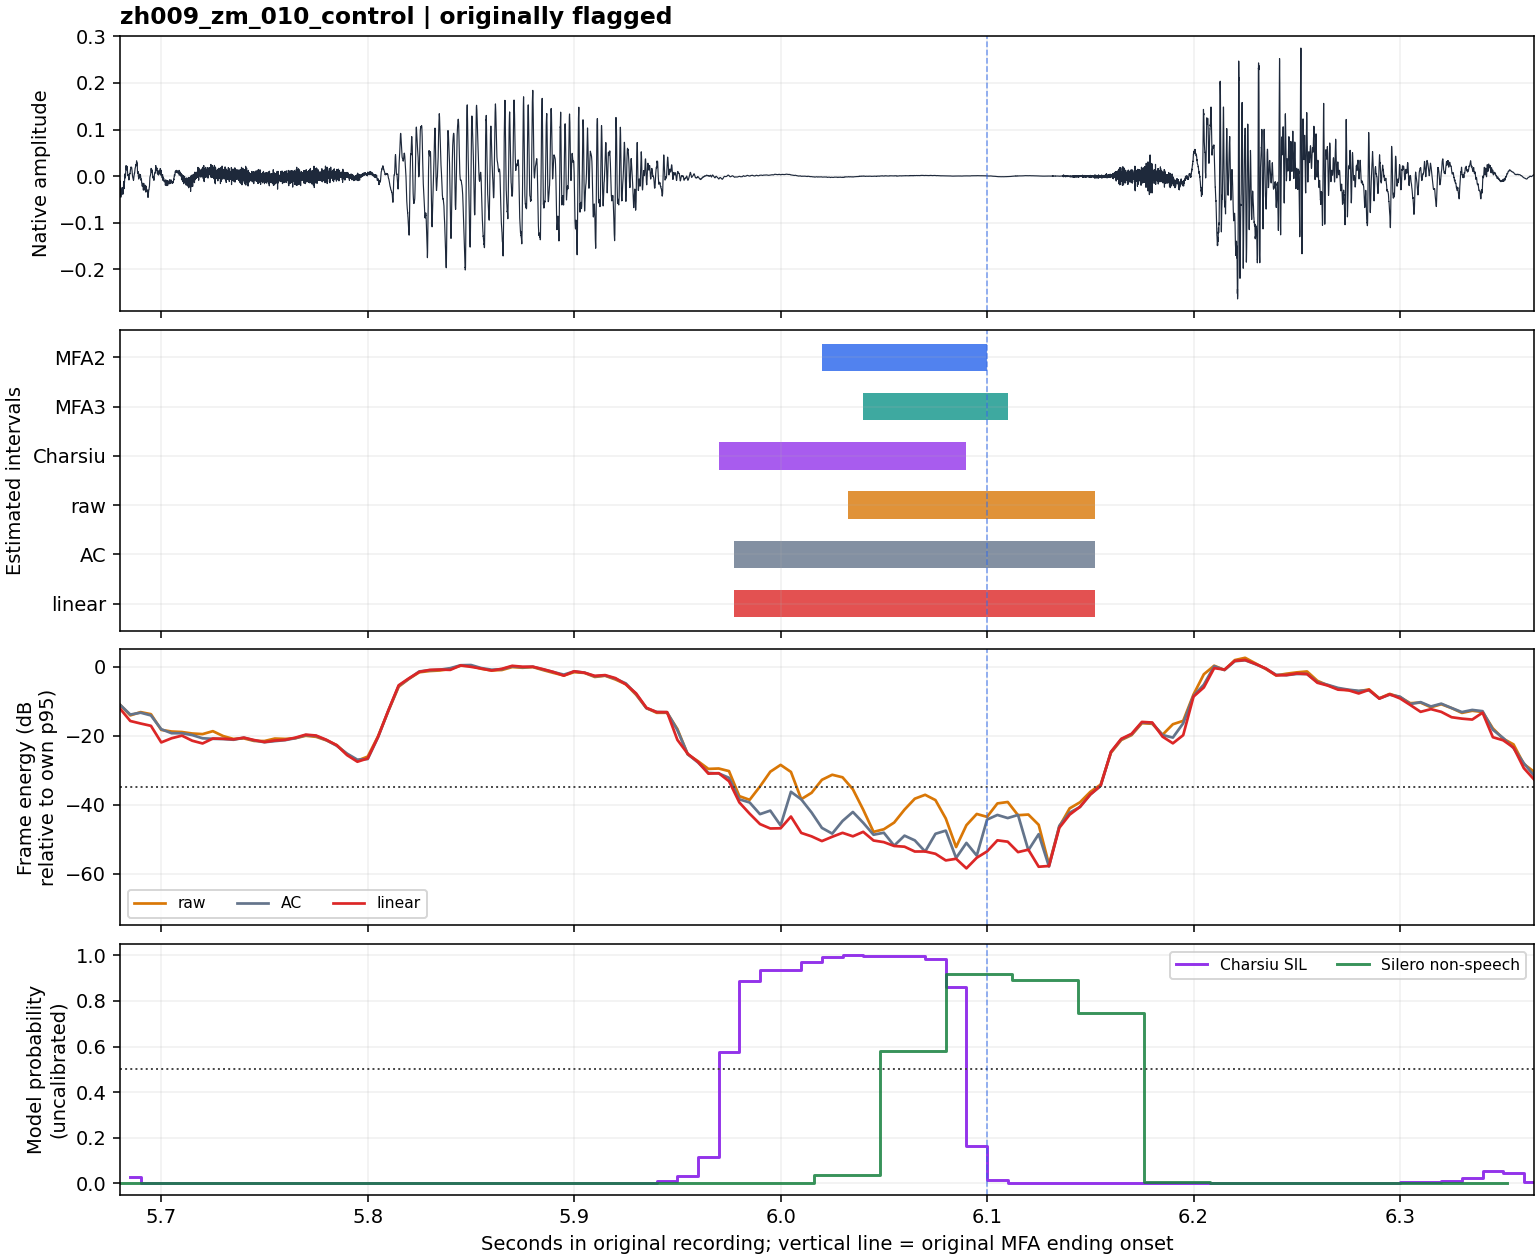 zh009_zm_010_control | originally flagged
Native amplitude
0.3
0.2
0.1
0.0
−0.1
−0.2
Estimated intervals
MFA2
MFA3
Charsiu
raw
AC
linear
Frame energy (dB
relative to own p95)
0
−20
−40
−60
raw
AC
linear
Model probability
(uncalibrated)
1.0
0.8
0.6
0.4
0.2
0.0
Charsiu SIL
Silero non-speech
5.7
5.8
5.9
6.0
6.1
6.2
6.3
Seconds in original recording; vertical line = original MFA ending onset